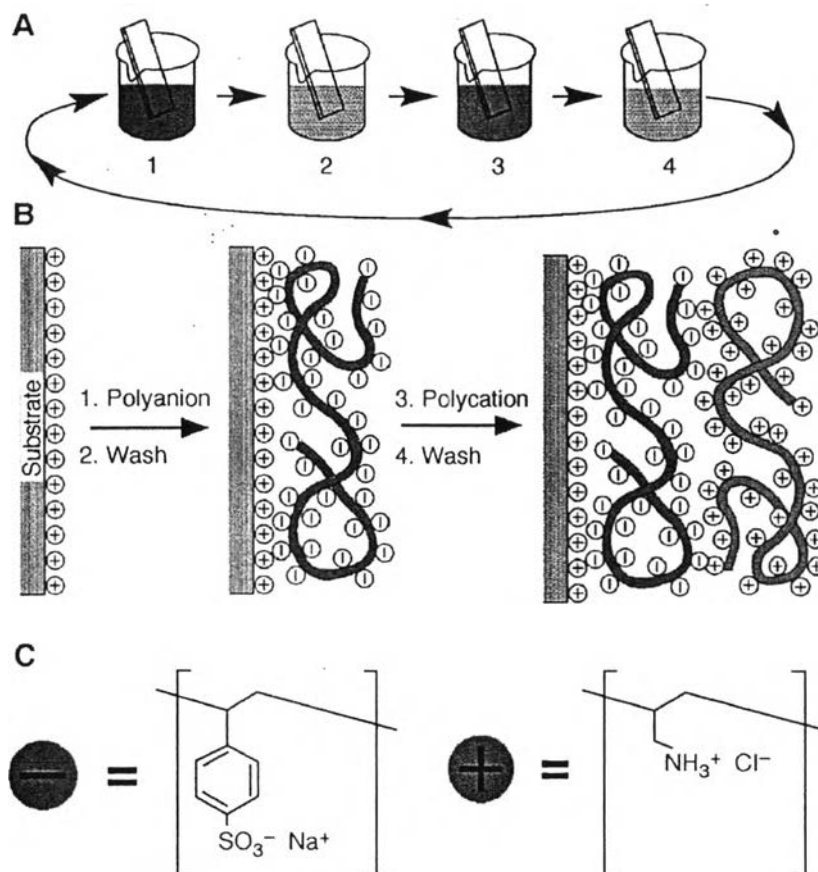 A
1 2 3 4
B
Substrate
1. Polyanion
2. Wash
3. Polycation
4. Wash
C
− =
SO₃⁻ Na⁺
+ =
NH₃⁺ Cl⁻